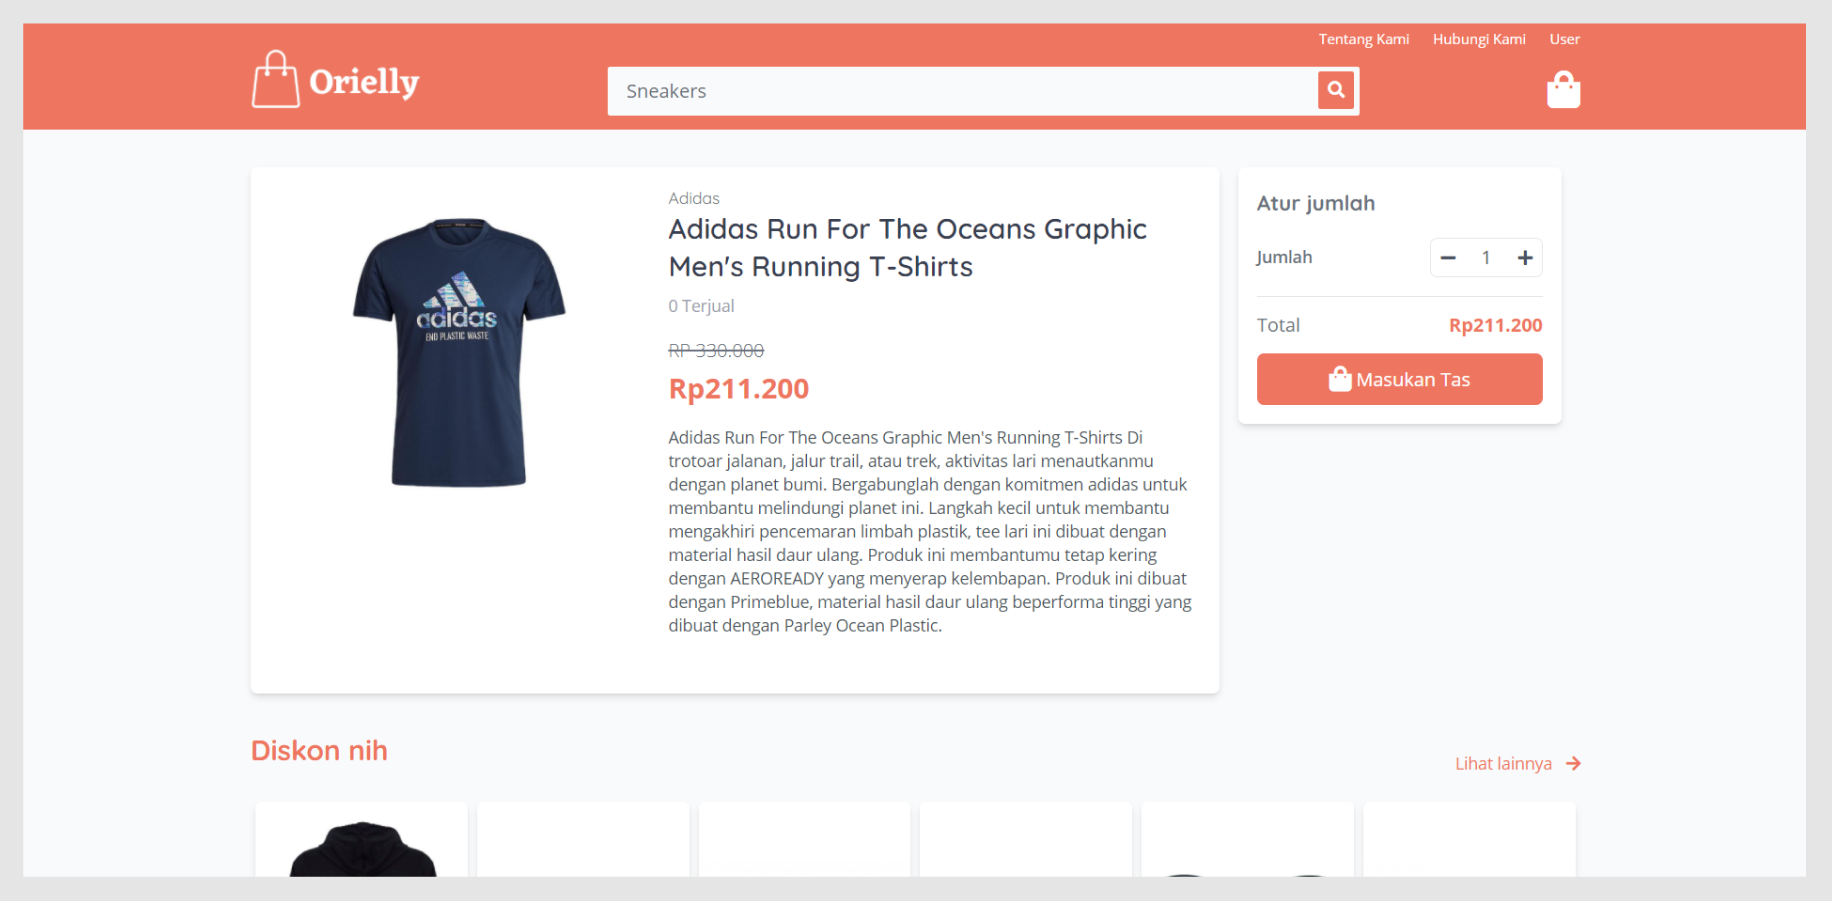 Tentang Kami Hubungi Kami User
Orielly
Sneakers
Adidas
Adidas Run For The Oceans Graphic
Men's Running T-Shirts
0 Terjual
RP 330.000
Rp211.200
Adidas Run For The Oceans Graphic Men's Running T-Shirts Di
trotoar jalanan, jalur trail, atau trek, aktivitas lari menautkanmu
dengan planet bumi. Bergabunglah dengan komitmen adidas untuk
membantu melindungi planet ini. Langkah kecil untuk membantu
mengakhiri pencemaran limbah plastik, tee lari ini dibuat dengan
material hasil daur ulang. Produk ini membantumu tetap kering
dengan AEROREADY yang menyerap kelembapan. Produk ini dibuat
dengan Primeblue, material hasil daur ulang beperforma tinggi yang
dibuat dengan Parley Ocean Plastic.
adidas
END PLASTIC WASTE
Atur jumlah
Jumlah 1
Total Rp211.200
Masukan Tas
Diskon nih
Lihat lainnya